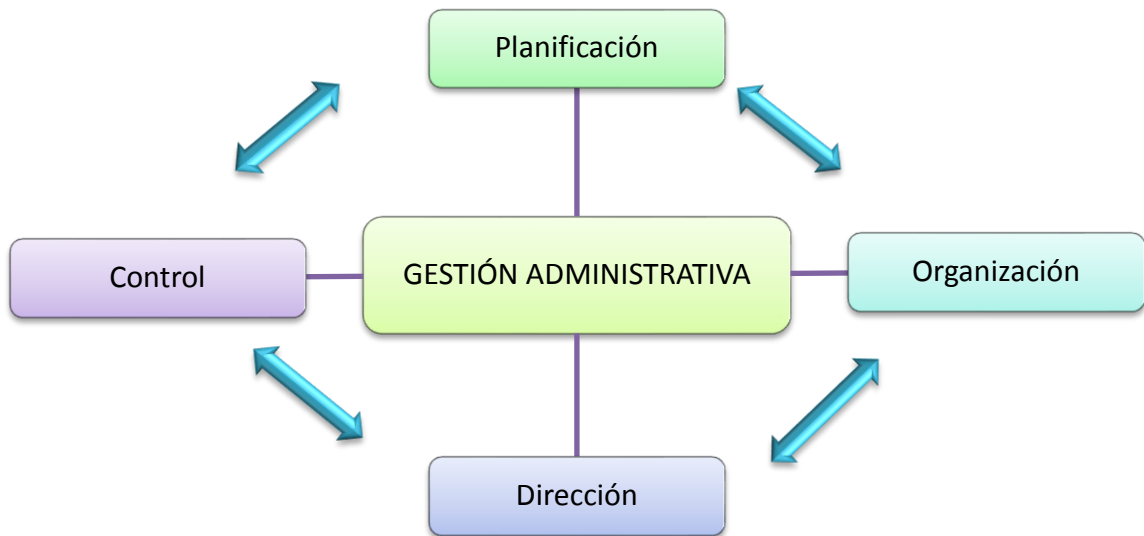 Planificación
Control
GESTIÓN ADMINISTRATIVA
Organización
Dirección